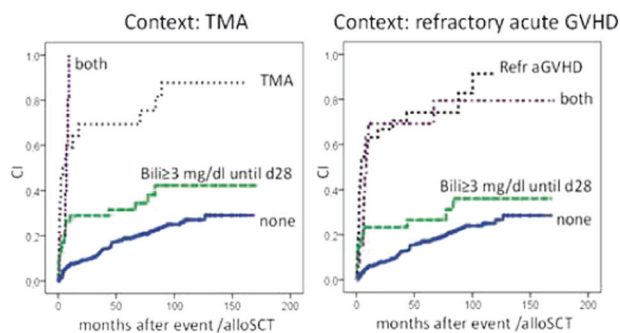 Context: TMA
Context: refractory acute GVHD
1.0
0.8
0.6
0.4
0.2
0.0
CI
both
TMA
Bili≥3 mg/dl until d28
none
0
50
100
150
200
months after event /alloSCT
1.0
0.8
0.6
0.4
0.2
0.0
CI
Refr aGVHD
both
Bili≥3 mg/dl until d28
none
0
50
100
150
200
months after event /alloSCT